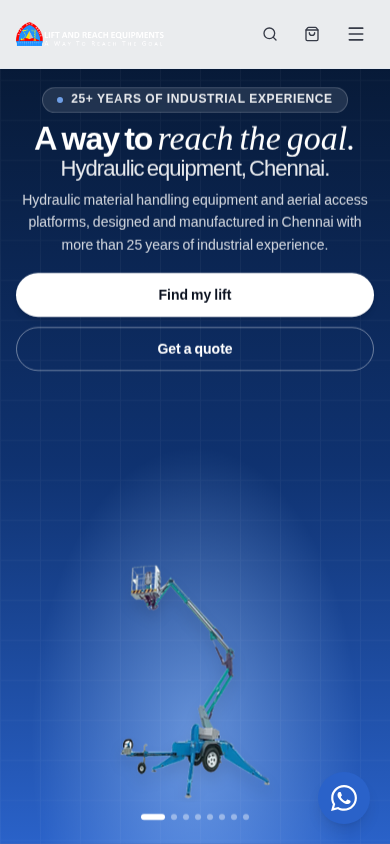 LIFT AND REACH EQUIPMENTS
A Way To Reach The Goal
25+ YEARS OF INDUSTRIAL EXPERIENCE
A way to reach the goal.
Hydraulic equipment, Chennai.
Hydraulic material handling equipment and aerial access
platforms, designed and manufactured in Chennai with
more than 25 years of industrial experience.
Find my lift
Get a quote